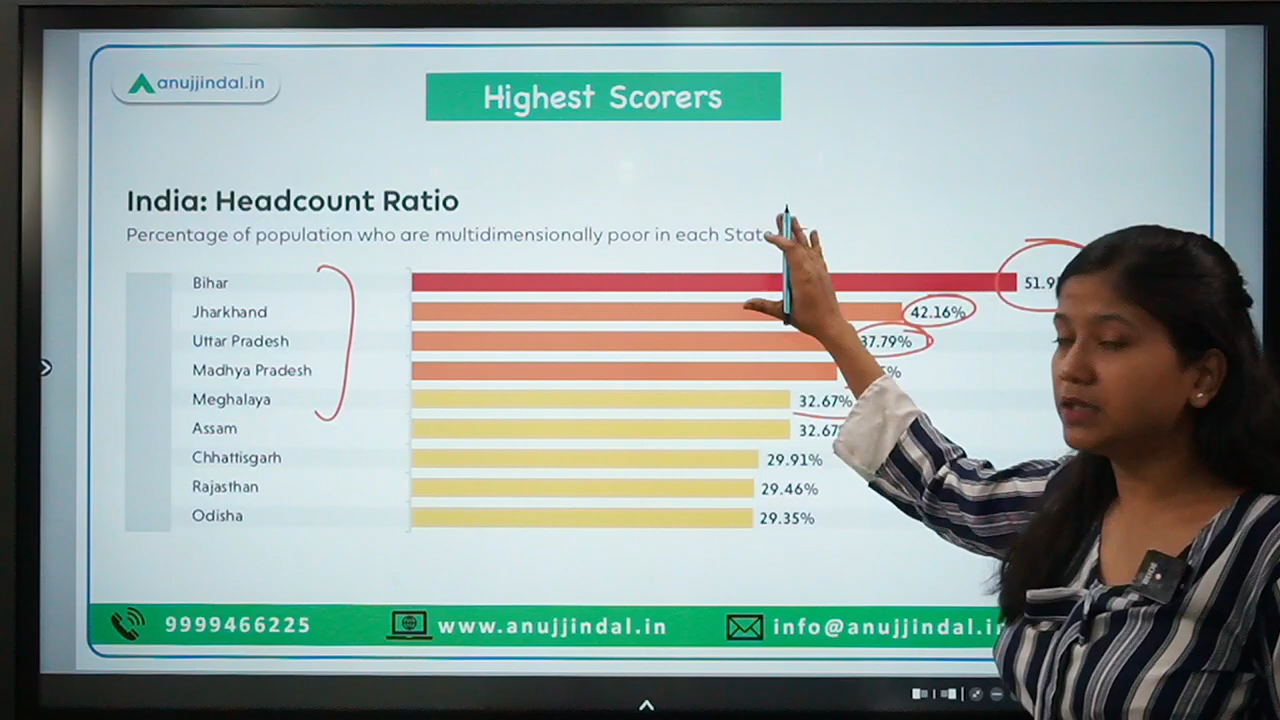 anujjindal.in
Highest Scorers
India: Headcount Ratio
Percentage of population who are multidimensionally poor in each State
Bihar
Jharkhand 42.16%
Uttar Pradesh 37.79%
Madhya Pradesh
Meghalaya 32.67%
Assam
Chhattisgarh 29.91%
Rajasthan 29.46%
Odisha 29.35%
9999466225 www.anujjindal.in